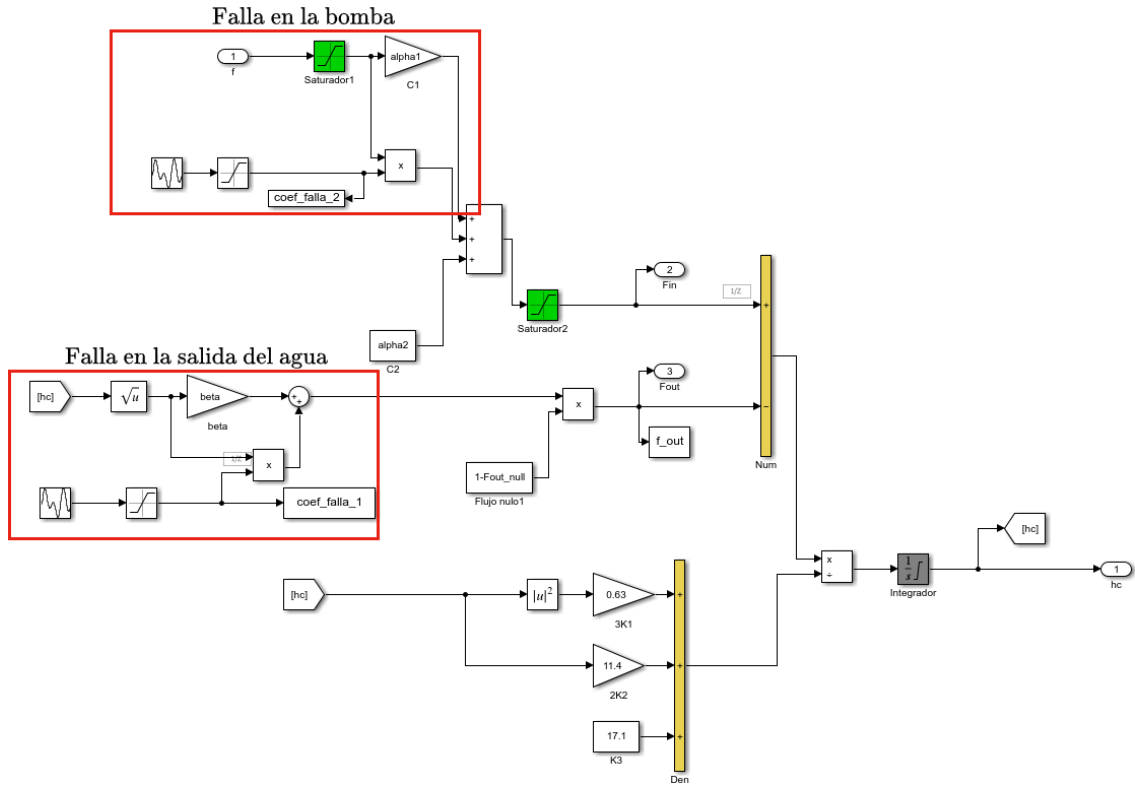 Falla en la bomba
1
f
Saturador1
alpha1
C1
x
coef_falla_2
+
+
+
Saturador2
2
Fin
1/Z
alpha2
C2
Falla en la salida del agua
[hc]
√u
beta
beta
+
+
1/Z
x
coef_falla_1
x
1-Fout_null
Flujo nulo1
3
Fout
f_out
+
−
Num
[hc]
|u|²
0.63
3K1
11.4
2K2
17.1
K3
+
+
+
Den
x
÷
1
s
Integrador
[hc]
1
hc